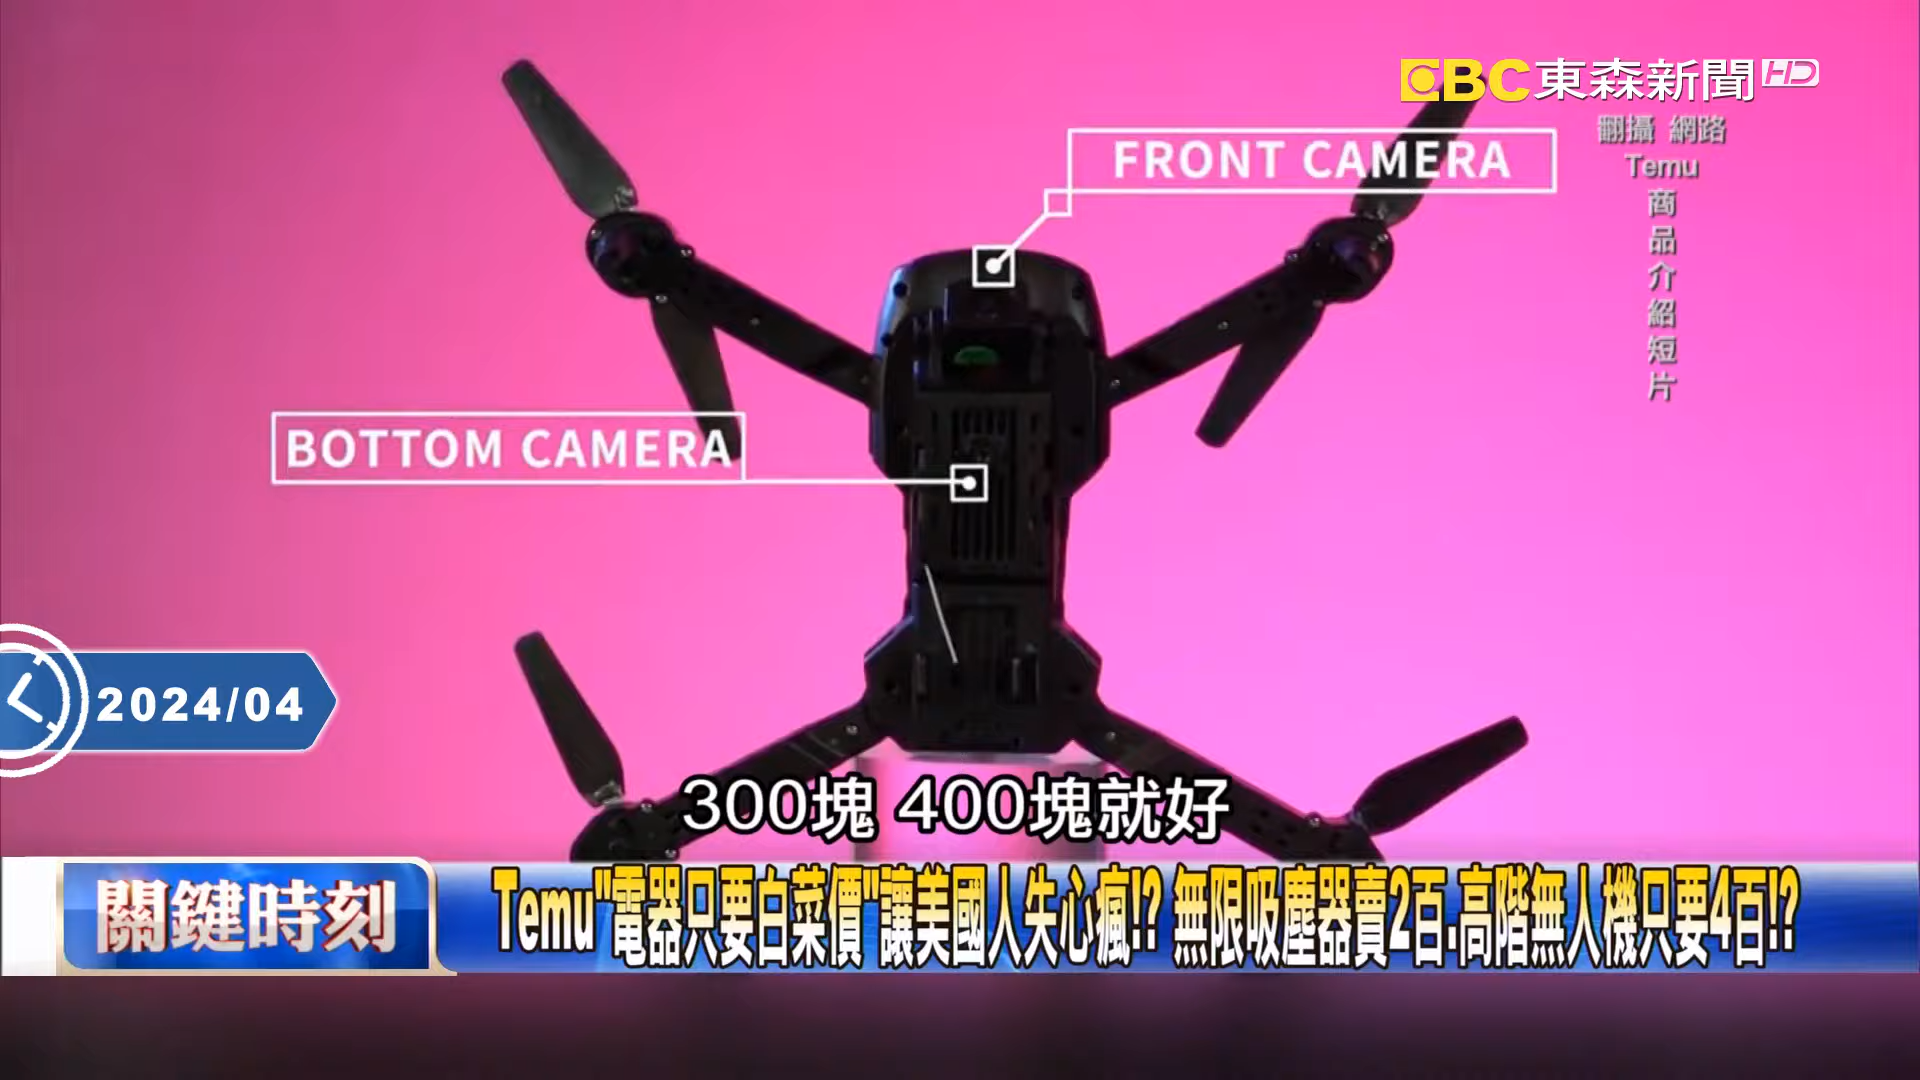 EBC東森新聞HD
翻攝 網路
Temu
商品介紹短片
FRONT CAMERA
BOTTOM CAMERA
2024/04
300塊 400塊就好
關鍵時刻
Temu"電器只要白菜價"讓美國人失心瘋!? 無限吸塵器賣2百.高階無人機只要4百!?